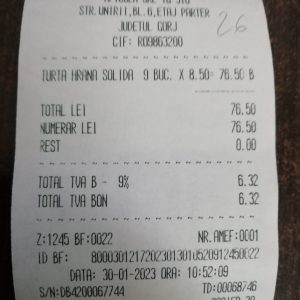 STR.UNIRII,BL.6,ETAJ PARTER
JUDETUL GORJ
CIF: RO9863200
26
TURTA HRANA SOLIDA 9 BUC. X 8.50= 76.50 B
TOTAL LEI 76.50
NUMERAR LEI 76.50
REST 0.00
TOTAL TVA B - 9% 6.32
TOTAL TVA BON 6.32
Z:1245 BF:0022 NR.AMEF:0001
ID BF:
DATA: 30-01-2023 ORA: 10:52:09
S/N:DB4200067744 TD:00068746